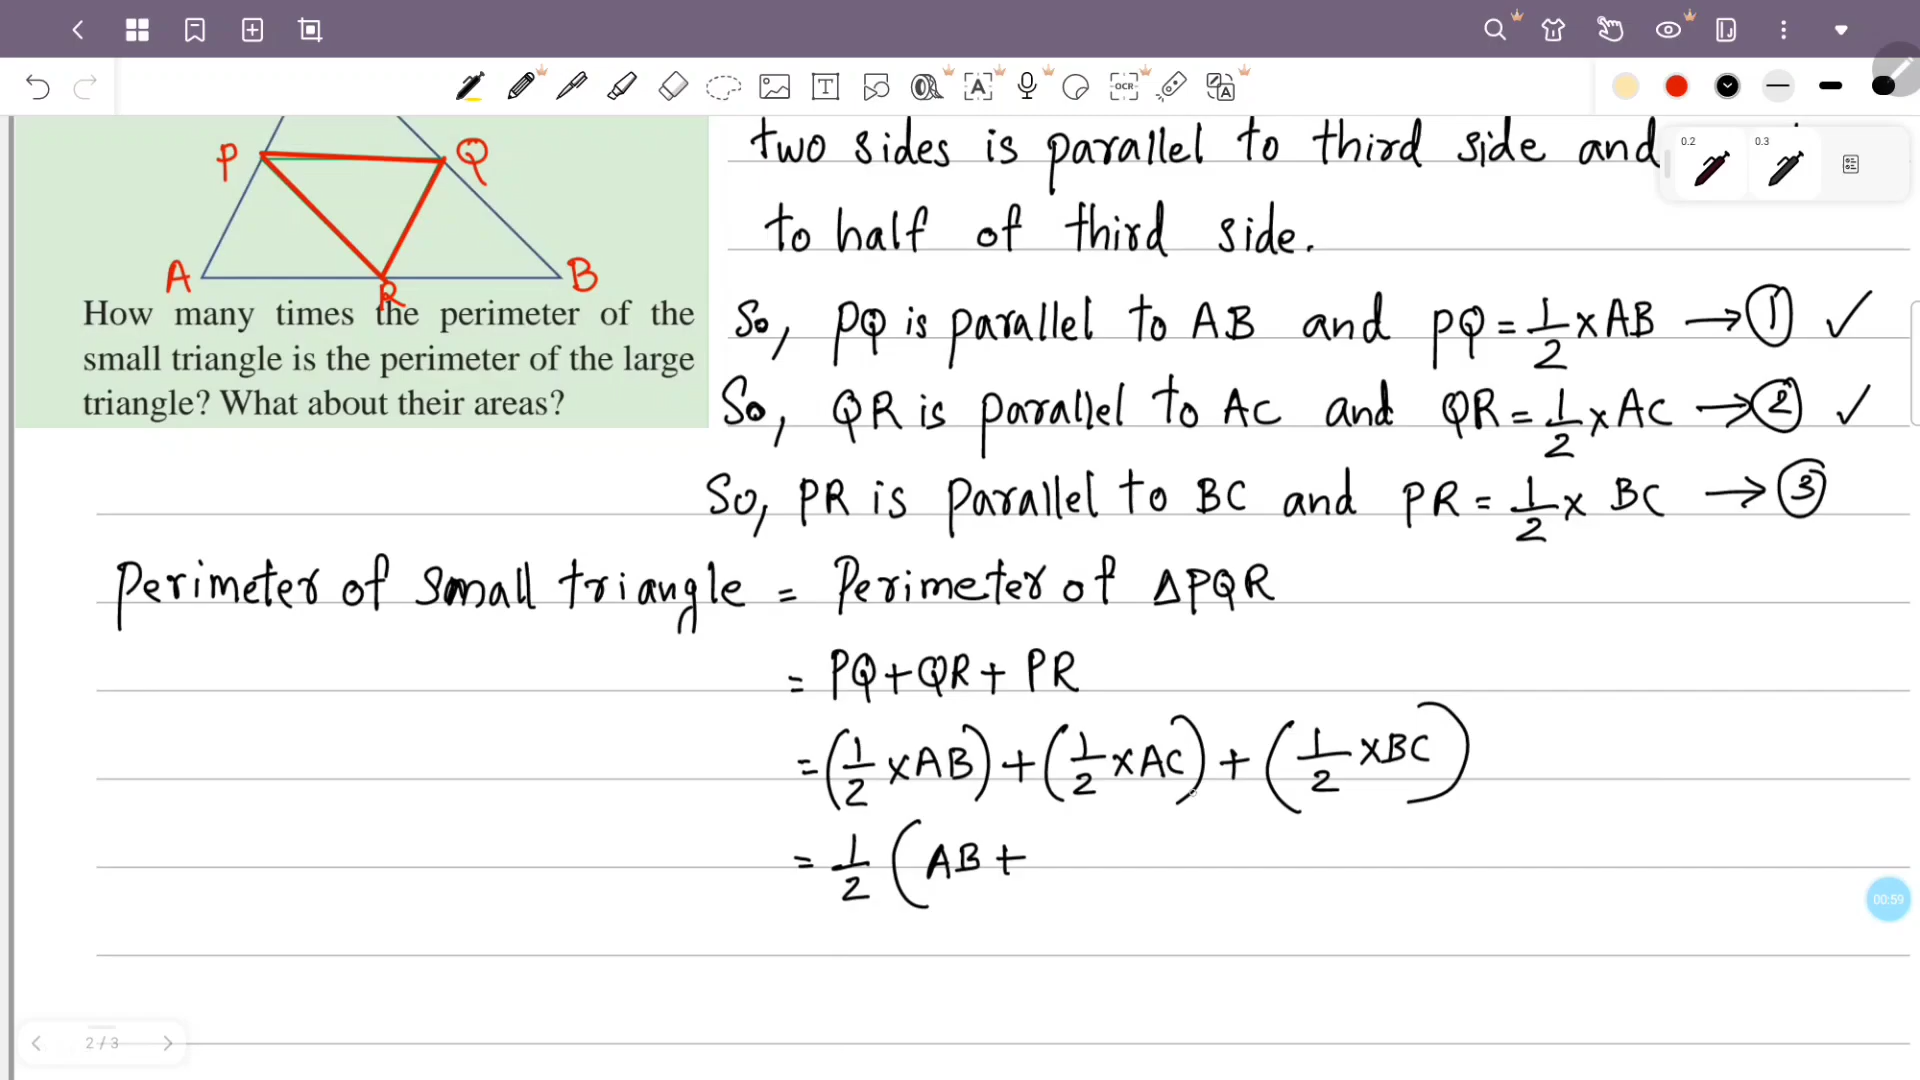 P
Q
A
R
B
How many times the perimeter of the
small triangle is the perimeter of the large
triangle? What about their areas?
two sides is parallel to third side and
to half of third side.
So, PQ is parallel to AB and PQ = 1/2 × AB → ① ✓
So, QR is parallel to AC and QR = 1/2 × AC → ② ✓
So, PR is parallel to BC and PR = 1/2 × BC → ③
Perimeter of small triangle = Perimeter of ΔPQR
= PQ + QR + PR
= (1/2 × AB) + (1/2 × AC) + (1/2 × BC)
= 1/2 ( AB +
0.2
0.3
T
A
OCR
A
00:59
2 / 3